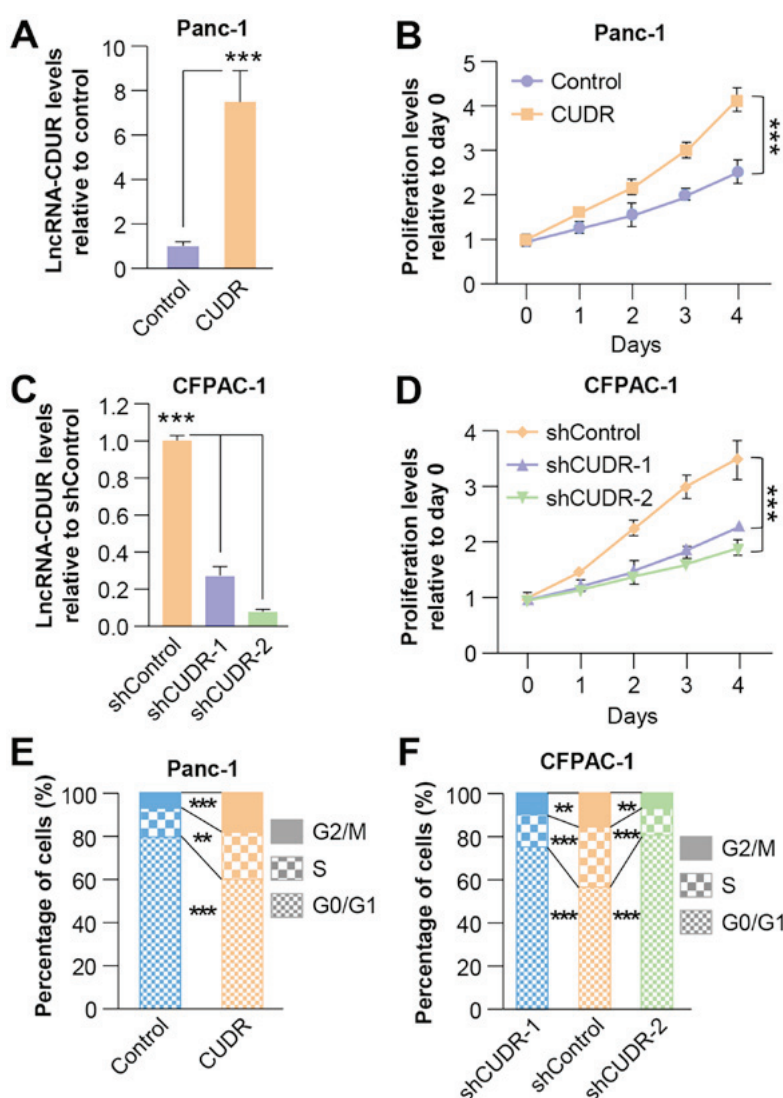 A
Panc-1
LncRNA-CDUR levels
relative to control
10
8
6
4
2
0
***
Control
CUDR
B
Panc-1
Proliferation levels
relative to day 0
5
4
3
2
1
0
Control
CUDR
***
0 1 2 3 4
Days
C
CFPAC-1
LncRNA-CDUR levels
relative to shControl
1.2
1.0
0.8
0.6
0.4
0.2
0.0
***
shControl
shCUDR-1
shCUDR-2
D
CFPAC-1
Proliferation levels
relative to day 0
4
3
2
1
0
shControl
shCUDR-1
shCUDR-2
***
0 1 2 3 4
Days
E
Panc-1
Percentage of cells (%)
100
80
60
40
20
0
***
**
***
G2/M
S
G0/G1
Control
CUDR
F
CFPAC-1
Percentage of cells (%)
100
80
60
40
20
0
** **
*** ***
*** ***
G2/M
S
G0/G1
shCUDR-1
shControl
shCUDR-2